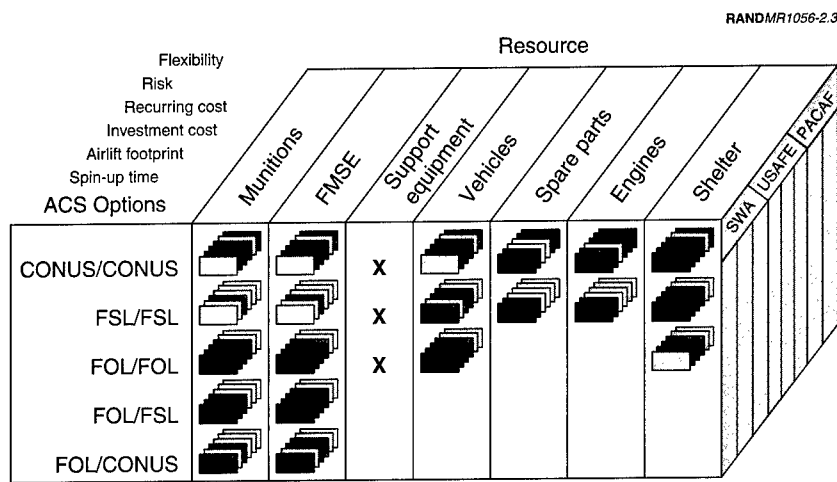 RANDMR1056-2.3
Resource
Flexibility
Risk
Recurring cost
Investment cost
Airlift footprint
Spin-up time
ACS Options
Munitions
FMSE
Support
equipment
Vehicles
Spare parts
Engines
Shelter
SWA
USAFE
PACAF
CONUS/CONUS
X
FSL/FSL
X
FOL/FOL
X
FOL/FSL
FOL/CONUS